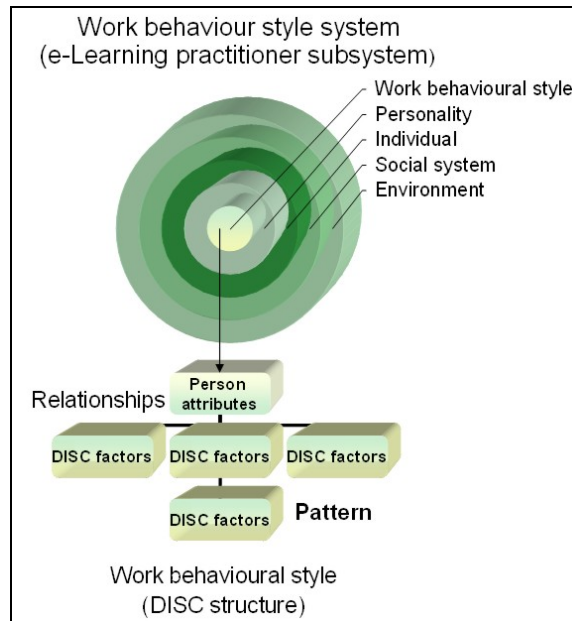 Work behaviour style system
(e-Learning practitioner subsystem)
Work behavioural style
Personality
Individual
Social system
Environment
Relationships
Person
attributes
DISC factors DISC factors DISC factors
DISC factors
Pattern
Work behavioural style
(DISC structure)